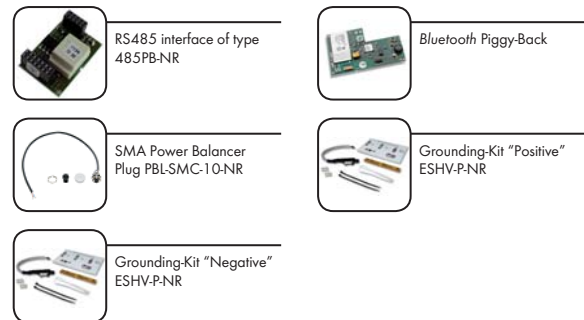 RS485 interface of type
485PB-NR
Bluetooth Piggy-Back
SMA Power Balancer
Plug PBL-SMC-10-NR
Grounding-Kit “Positive”
ESHV-P-NR
Grounding-Kit “Negative”
ESHV-P-NR